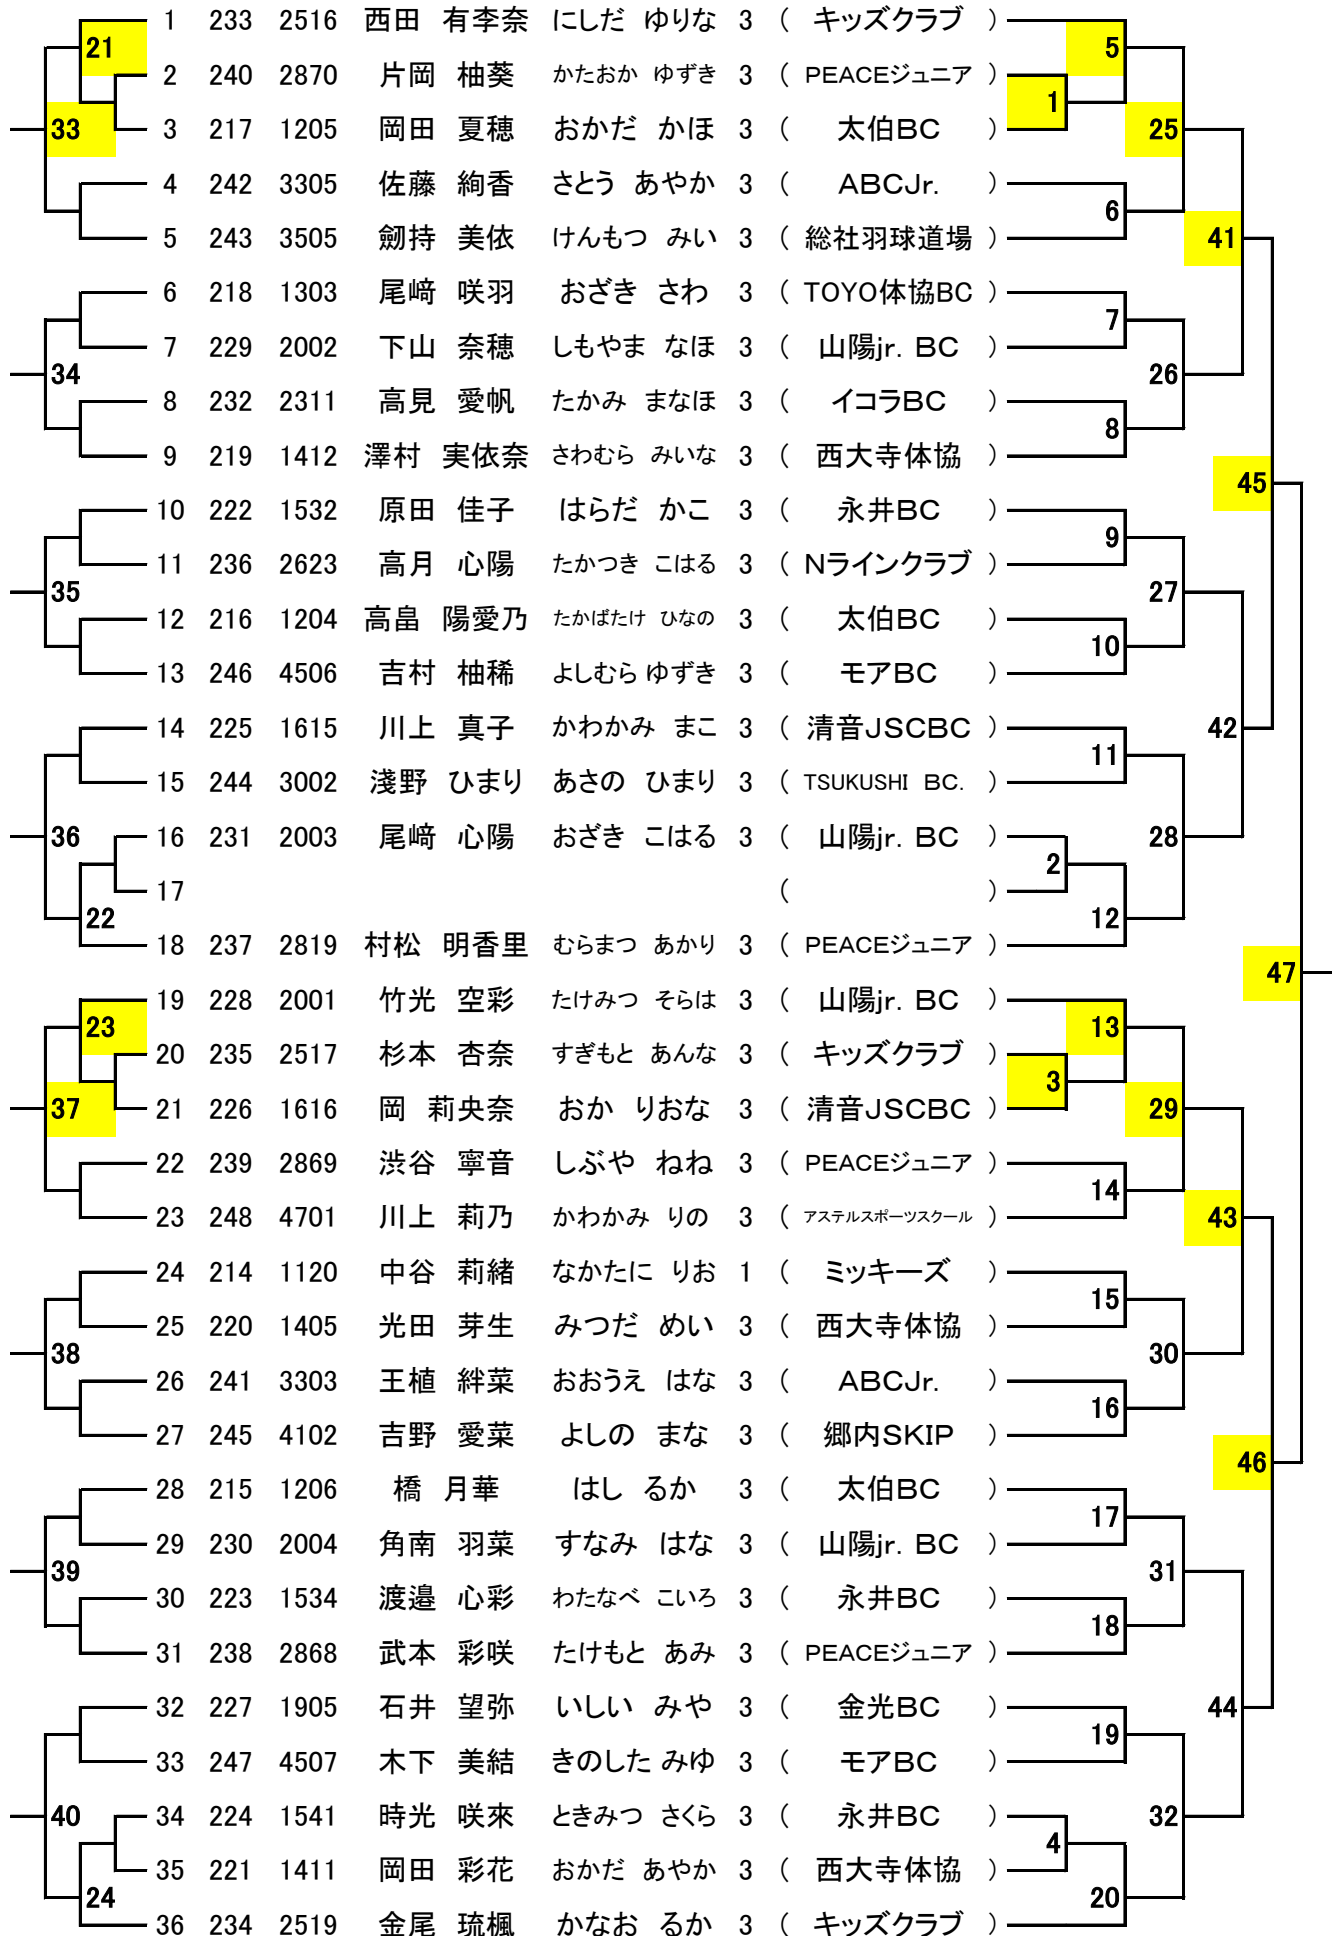 1 233 2516 西田 有李奈 にしだ ゆりな 3 ( キッズクラブ )
21 5
2 240 2870 片岡 柚葵 かたおか ゆずき 3 ( PEACEジュニア )
1
33 3 217 1205 岡田 夏穂 おかだ かほ 3 ( 太伯BC ) 25
4 242 3305 佐藤 絢香 さとう あやか 3 ( ABCJr. )
6
5 243 3505 劒持 美依 けんもつ みい 3 ( 総社羽球道場 ) 41
6 218 1303 尾﨑 咲羽 おざき さわ 3 ( TOYO体協BC )
7
7 229 2002 下山 奈穂 しもやま なほ 3 ( 山陽jr. BC )
34 26
8 232 2311 高見 愛帆 たかみ まなほ 3 ( イコラBC )
8
9 219 1412 澤村 実依奈 さわむら みいな 3 ( 西大寺体協 )
45
10 222 1532 原田 佳子 はらだ かこ 3 ( 永井BC )
9
11 236 2623 高月 心陽 たかつき こはる 3 ( Nラインクラブ )
35 27
12 216 1204 高畠 陽愛乃 たかばたけ ひなの 3 ( 太伯BC )
10
13 246 4506 吉村 柚稀 よしむら ゆずき 3 ( モアBC )
14 225 1615 川上 真子 かわかみ まこ 3 ( 清音JSCBC ) 42
11
15 244 3002 淺野 ひまり あさの ひまり 3 ( TSUKUSHI BC. )
36 16 231 2003 尾﨑 心陽 おざき こはる 3 ( 山陽jr. BC ) 28
2
17 ( )
22 12
18 237 2819 村松 明香里 むらまつ あかり 3 ( PEACEジュニア )
47
19 228 2001 竹光 空彩 たけみつ そらは 3 ( 山陽jr. BC )
23 13
20 235 2517 杉本 杏奈 すぎもと あんな 3 ( キッズクラブ )
3
37 21 226 1616 岡 莉央奈 おか りおな 3 ( 清音JSCBC ) 29
22 239 2869 渋谷 寧音 しぶや ねね 3 ( PEACEジュニア )
14
23 248 4701 川上 莉乃 かわかみ りの 3 ( アステルスポーツスクール ) 43
24 214 1120 中谷 莉緒 なかたに りお 1 ( ミッキーズ )
15
25 220 1405 光田 芽生 みつだ めい 3 ( 西大寺体協 )
38 30
26 241 3303 王植 絆菜 おおうえ はな 3 ( ABCJr. )
16
27 245 4102 吉野 愛菜 よしの まな 3 ( 郷内SKIP )
46
28 215 1206 橋 月華 はし るか 3 ( 太伯BC )
17
29 230 2004 角南 羽菜 すなみ はな 3 ( 山陽jr. BC )
39 31
30 223 1534 渡邉 心彩 わたなべ こいろ 3 ( 永井BC )
18
31 238 2868 武本 彩咲 たけもと あみ 3 ( PEACEジュニア )
32 227 1905 石井 望弥 いしい みや 3 ( 金光BC ) 44
19
33 247 4507 木下 美結 きのした みゆ 3 ( モアBC )
40 34 224 1541 時光 咲來 ときみつ さくら 3 ( 永井BC ) 32
4
35 221 1411 岡田 彩花 おかだ あやか 3 ( 西大寺体協 )
24 20
36 234 2519 金尾 琉楓 かなお るか 3 ( キッズクラブ )